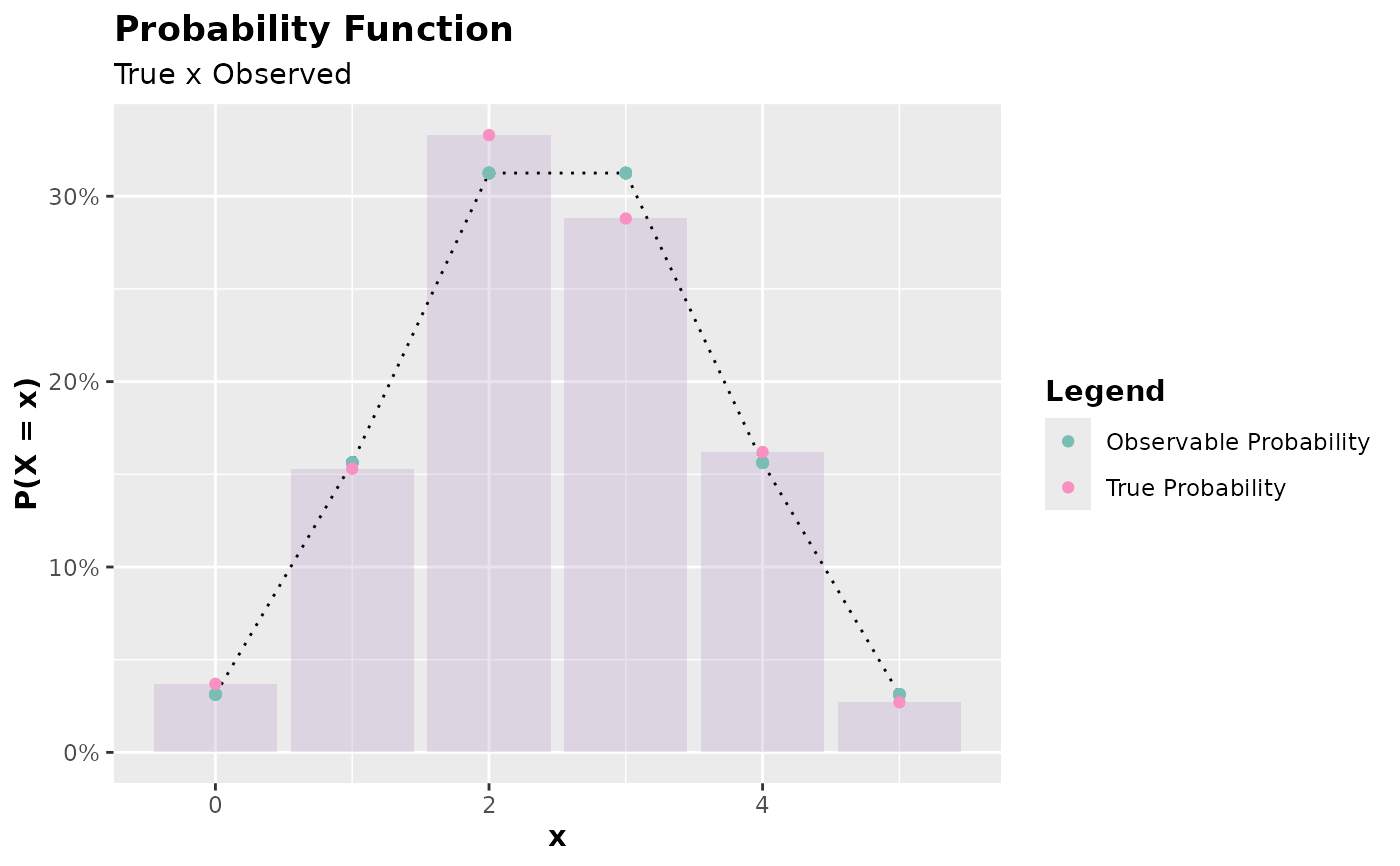 Probability Function
True x Observed
P(X = x)
30%
20%
10%
0%
0
2
4
x
Legend
Observable Probability
True Probability